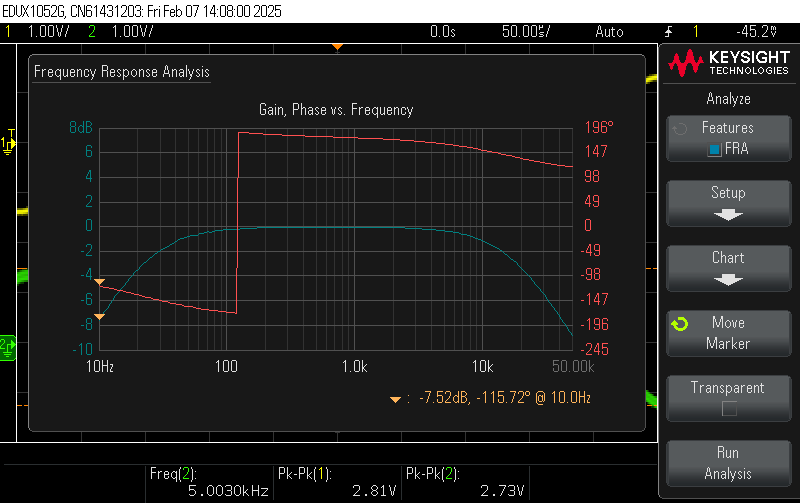 EDUX1052G, CN61431203: Fri Feb 07 14:08:00 2025
1 1.00V/ 2 1.00V/ 0.0s 50.00㎲/ Auto 1 -45.2V
KEYSIGHT
TECHNOLOGIES
Frequency Response Analysis
Analyze
Gain, Phase vs. Frequency
Features
FRA
8dB 196°
T
1
6 147
4 98
Setup
2 49
0 0
-2 -49
Chart
-4 -98
-6 -147
Move
Marker
-8 -196
2
-10 -245
10Hz 100 1.0k 10k 50.00k
Transparent
: -7.52dB, -115.72° @ 10.0Hz
Run
Analysis
Freq(2): Pk-Pk(1): Pk-Pk(2):
5.0030kHz 2.81V 2.73V